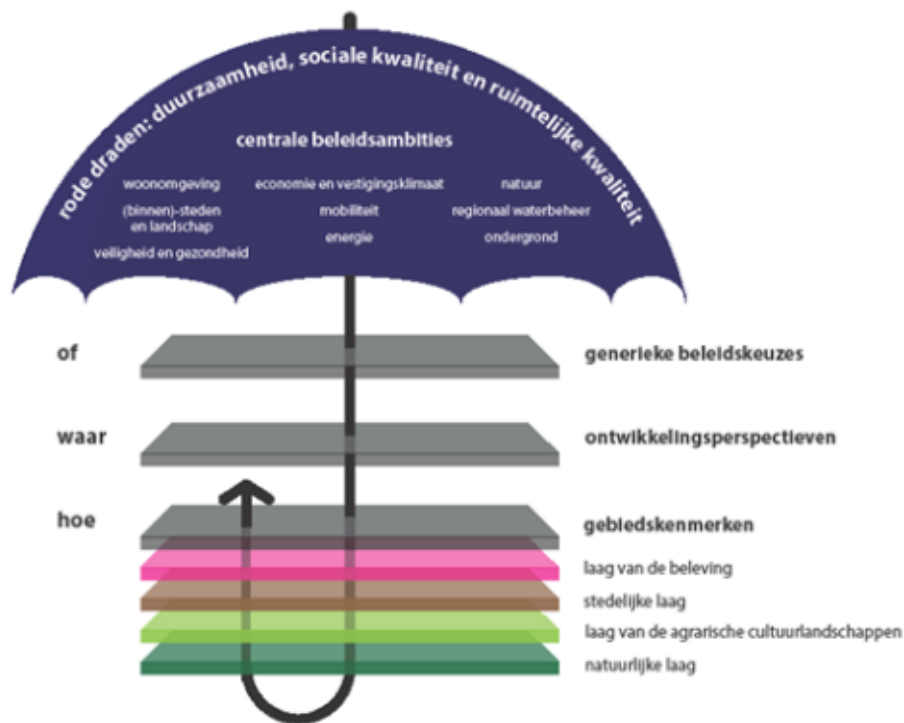 rode draden: duurzaamheid, sociale kwaliteit en ruimtelijke kwaliteit
centrale beleidsambities
woonomgeving
(binnen)-steden
en landschap
veiligheid en gezondheid
economie en vestigingsklimaat
mobiliteit
energie
natuur
regionaal waterbeheer
ondergrond
of
generieke beleidskeuzes
waar
ontwikkelingsperspectieven
hoe
gebiedskenmerken
laag van de beleving
stedelijke laag
laag van de agrarische cultuurlandschappen
natuurlijke laag